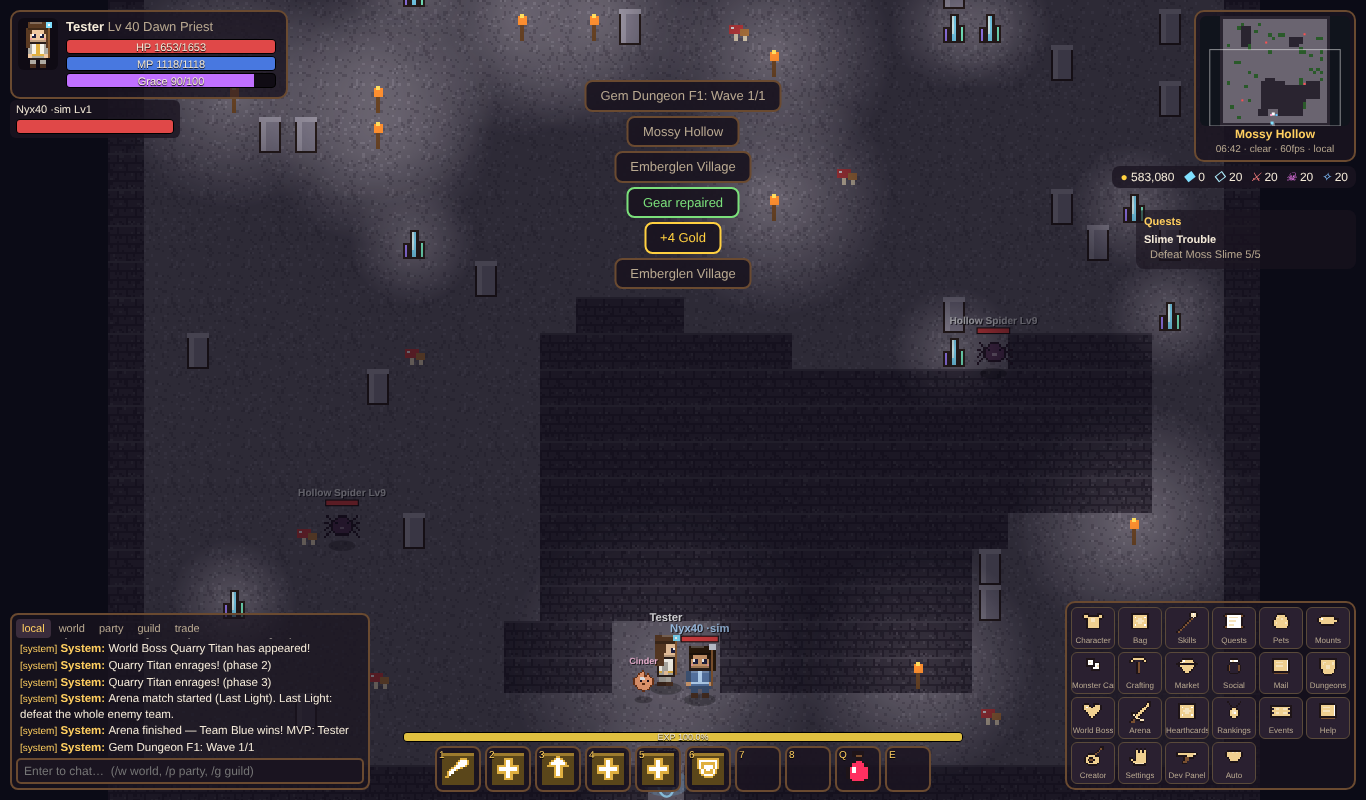 Tester Lv 40 Dawn Priest
HP 1653/1653
MP 1118/1118
Grace 90/100
Nyx40 ·sim Lv1
Gem Dungeon F1: Wave 1/1
Mossy Hollow
Emberglen Village
Gear repaired
+4 Gold
Emberglen Village
Mossy Hollow
06:42 · clear · 60fps · local
583,080 0 20 20 20 20
Quests
Slime Trouble
Defeat Moss Slime 5/5
Hollow Spider Lv9
Hollow Spider Lv9
Tester
Nyx40 ·sim
Cinder
local world party guild trade
[system] System: World Boss Quarry Titan has appeared!
[system] System: Quarry Titan enrages! (phase 2)
[system] System: Quarry Titan enrages! (phase 3)
[system] System: Arena match started (Last Light). Last Light:
defeat the whole enemy team.
[system] System: Arena finished — Team Blue wins! MVP: Tester
[system] System: Gem Dungeon F1: Wave 1/1
Enter to chat… (/w world, /p party, /g guild)
EXP 100.0%
1 2 3 4 5 6 7 8 Q E
Character Bag Skills Quests Pets Mounts
Monster Ca Crafting Market Social Mail Dungeons
World Boss Arena Hearthcards Rankings Events Help
Creator Settings Dev Panel Auto